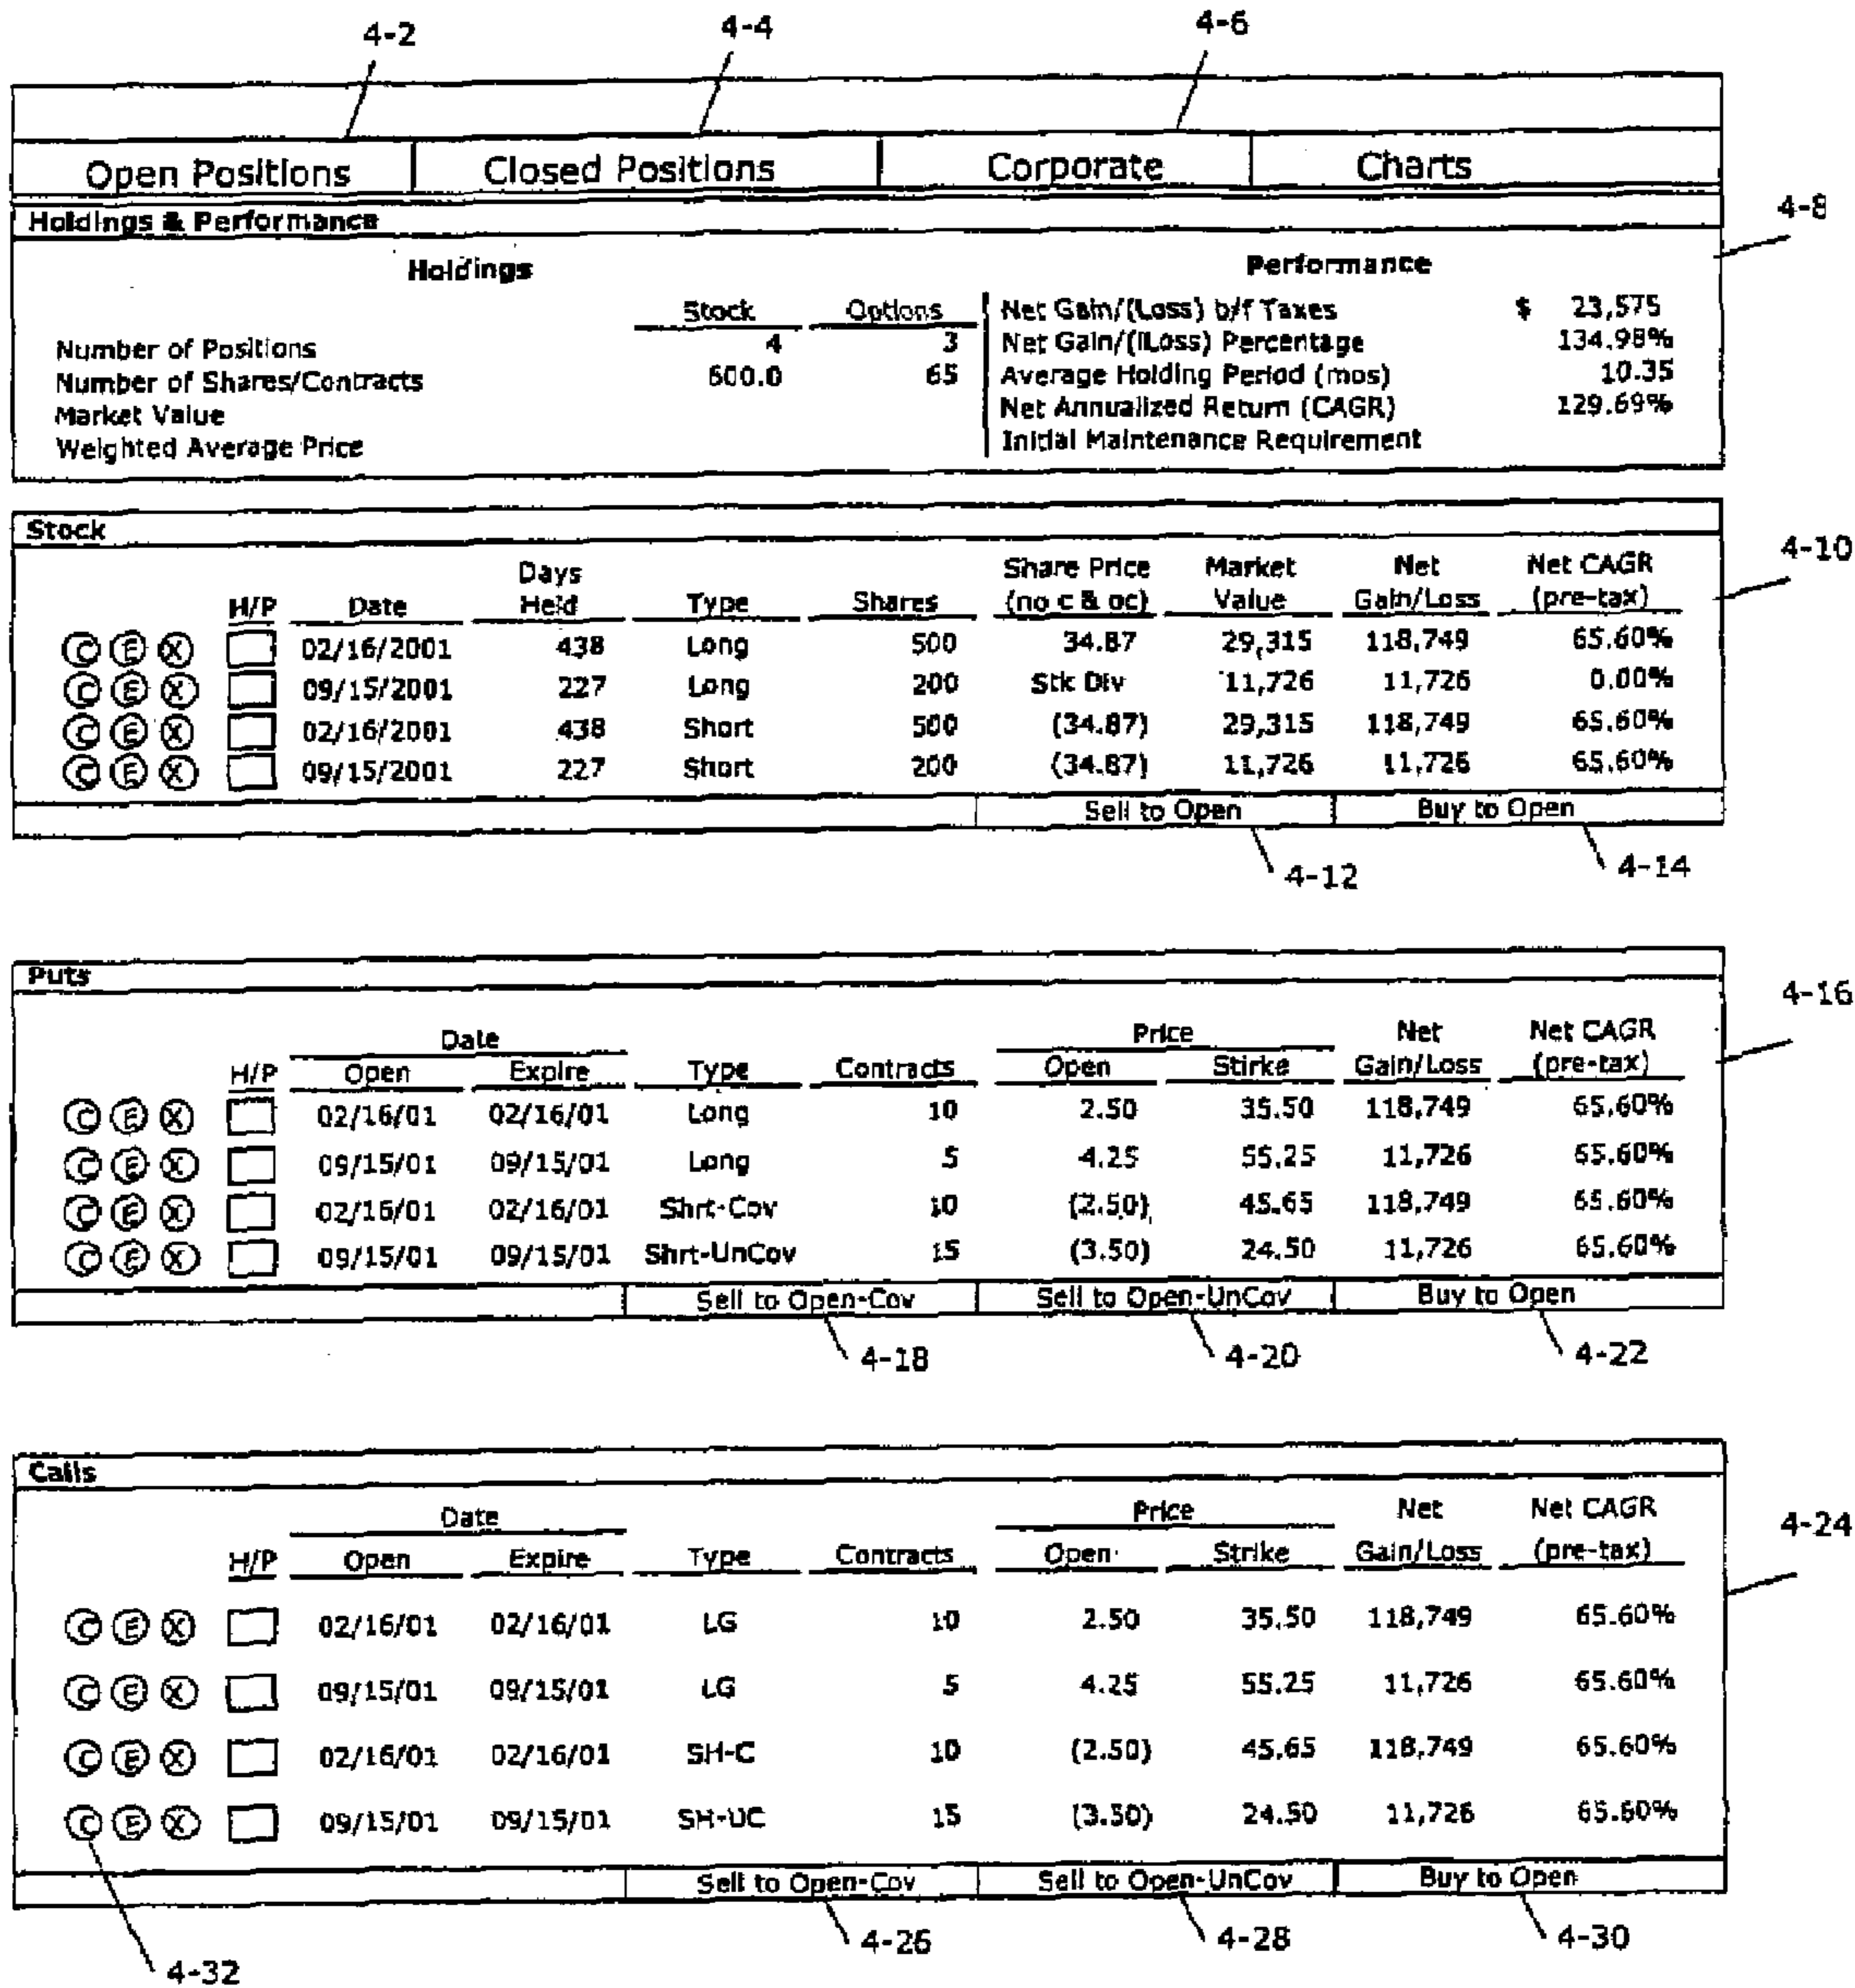 4-2 4-4 4-6
Open Positions Closed Positions Corporate Charts
Holdings & Performance
4-8
Holdings Performance
Stock Options Net Gain/(Loss) b/f Taxes $ 23,575
Number of Positions 4 3 Net Gain/(lLoss) Percentage 134.98%
Number of Shares/Contracts 600.0 65 Average Holding Period (mos) 10.35
Market Value Net Annualized Return (CAGR) 129.69%
Weighted Average Price Initial Maintenance Requirement
Stock
4-10
Days Share Price Market Net Net CAGR
H/P Date Held Type Shares (no c & oc) Value Gain/Loss (pre-tax)
C E X 02/16/2001 438 Long 500 34.87 29,315 118,749 65.60%
C E X 09/15/2001 227 Long 200 Stk Div 11,726 11,726 0.00%
C E X 02/16/2001 438 Short 500 (34.87) 29,315 118,749 65.60%
C E X 09/15/2001 227 Short 200 (34.87) 11,726 11,726 65.60%
Sell to Open Buy to Open
4-12 4-14
Puts
4-16
Date Price Net Net CAGR
H/P Open Expire Type Contracts Open Stirke Gain/Loss (pre-tax)
C E X 02/16/01 02/16/01 Long 10 2.50 35.50 118,749 65.60%
C E X 09/15/01 09/15/01 Long 5 4.25 55.25 11,726 65.60%
C E X 02/16/01 02/16/01 Shrt-Cov 10 (2.50) 45.65 118,749 65.60%
C E X 09/15/01 09/15/01 Shrt-UnCov 15 (3.50) 24.50 11,726 65.60%
Sell to Open-Cov Sell to Open-UnCov Buy to Open
4-18 4-20 4-22
Calls
4-24
Date Price Net Net CAGR
H/P Open Expire Type Contracts Open Strike Gain/Loss (pre-tax)
C E X 02/16/01 02/16/01 LG 10 2.50 35.50 118,749 65.60%
C E X 09/15/01 09/15/01 LG 5 4.25 55.25 11,726 65.60%
C E X 02/16/01 02/16/01 SH-C 10 (2.50) 45.65 118,749 65.60%
C E X 09/15/01 09/15/01 SH-UC 15 (3.50) 24.50 11,726 65.60%
Sell to Open-Cov Sell to Open-UnCov Buy to Open
4-26 4-28 4-30
4-32